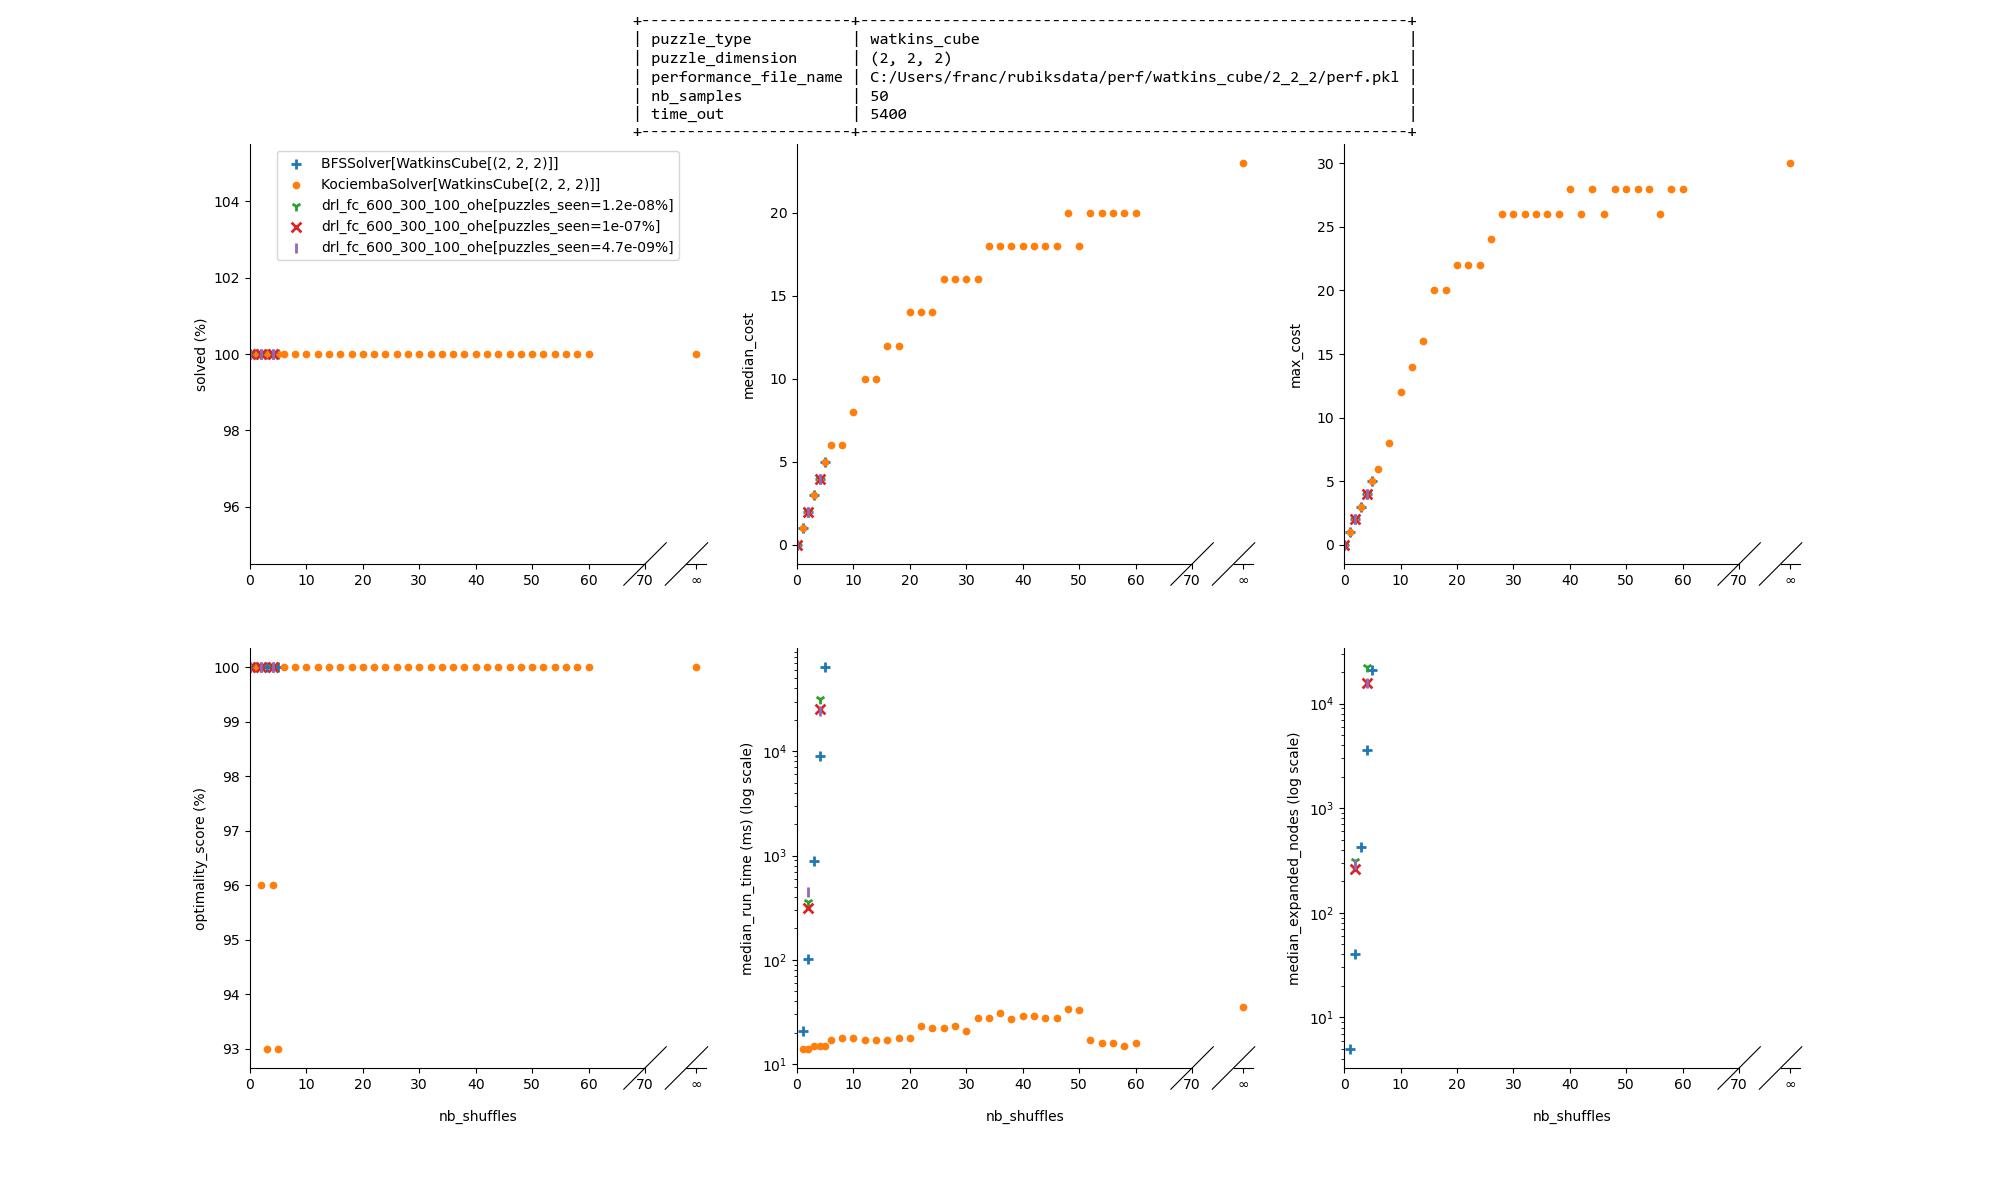 +----------------------+---------------------------------------------------------+
| puzzle_type | watkins_cube |
| puzzle_dimension | (2, 2, 2) |
| performance_file_name | C:/Users/franc/rubiksdata/perf/watkins_cube/2_2_2/perf.pkl |
| nb_samples | 50 |
| time_out | 5400 |
+----------------------+---------------------------------------------------------+
BFSSolver[WatkinsCube[(2, 2, 2)]]
KociembaSolver[WatkinsCube[(2, 2, 2)]]
drl_fc_600_300_100_ohe[puzzles_seen=1.2e-08%]
drl_fc_600_300_100_ohe[puzzles_seen=1e-07%]
drl_fc_600_300_100_ohe[puzzles_seen=4.7e-09%]
solved (%)
104
102
100
98
96
0 10 20 30 40 50 60 70 ∞
median_cost
20
15
10
5
0
0 10 20 30 40 50 60 70 ∞
max_cost
30
25
20
15
10
5
0
0 10 20 30 40 50 60 70 ∞
optimality_score (%)
100
99
98
97
96
95
94
93
0 10 20 30 40 50 60 70 ∞
nb_shuffles
median_run_time (ms) (log scale)
10⁴
10³
10²
10¹
0 10 20 30 40 50 60 70 ∞
nb_shuffles
median_expanded_nodes (log scale)
10⁴
10³
10²
10¹
0 10 20 30 40 50 60 70 ∞
nb_shuffles